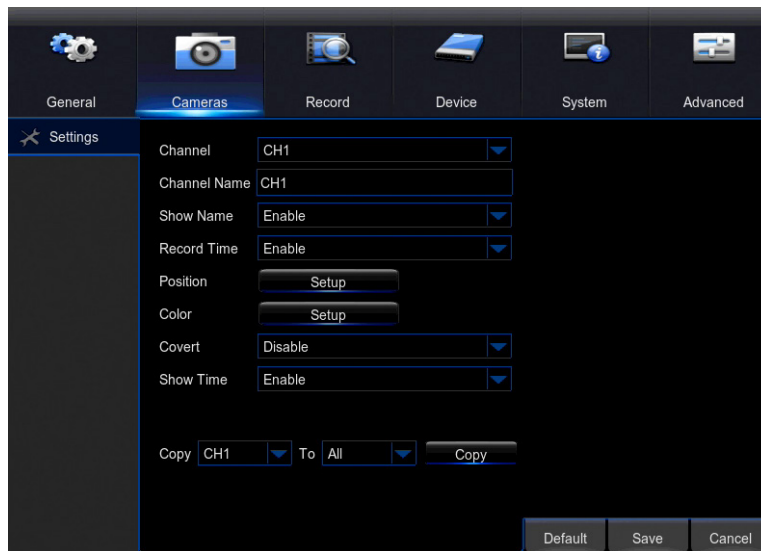 General Cameras Record Device System Advanced
Settings
Channel CH1
Channel Name CH1
Show Name Enable
Record Time Enable
Position Setup
Color Setup
Covert Disable
Show Time Enable
Copy CH1 To All Copy
Default Save Cancel